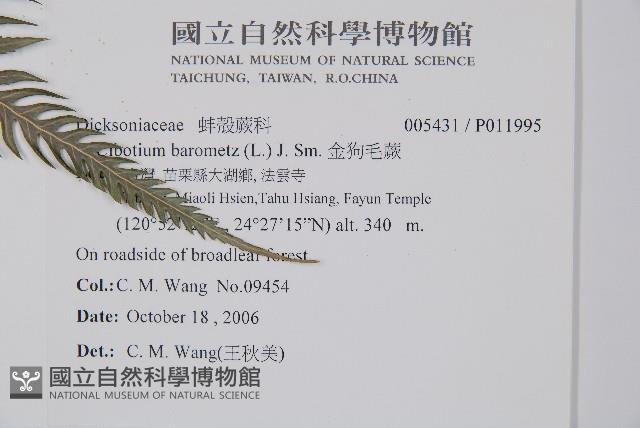 國立自然科學博物館
NATIONAL MUSEUM OF NATURAL SCIENCE
TAICHUNG, TAIWAN, R.O.CHINA
Dicksoniaceae 蚌殼蕨科 005431 / P011995
Cibotium barometz (L.) J. Sm. 金狗毛蕨
苗栗縣大湖鄉, 法雲寺
Miaoli Hsien,Tahu Hsiang, Fayun Temple
24°27'15”N) alt. 340 m.
On roadside of broadleaf forest
Col.: C. M. Wang No.09454
Date: October 18 , 2006
Det.: C. M. Wang(王秋美)
國立自然科學博物館
NATIONAL MUSEUM OF NATURAL SCIENCE